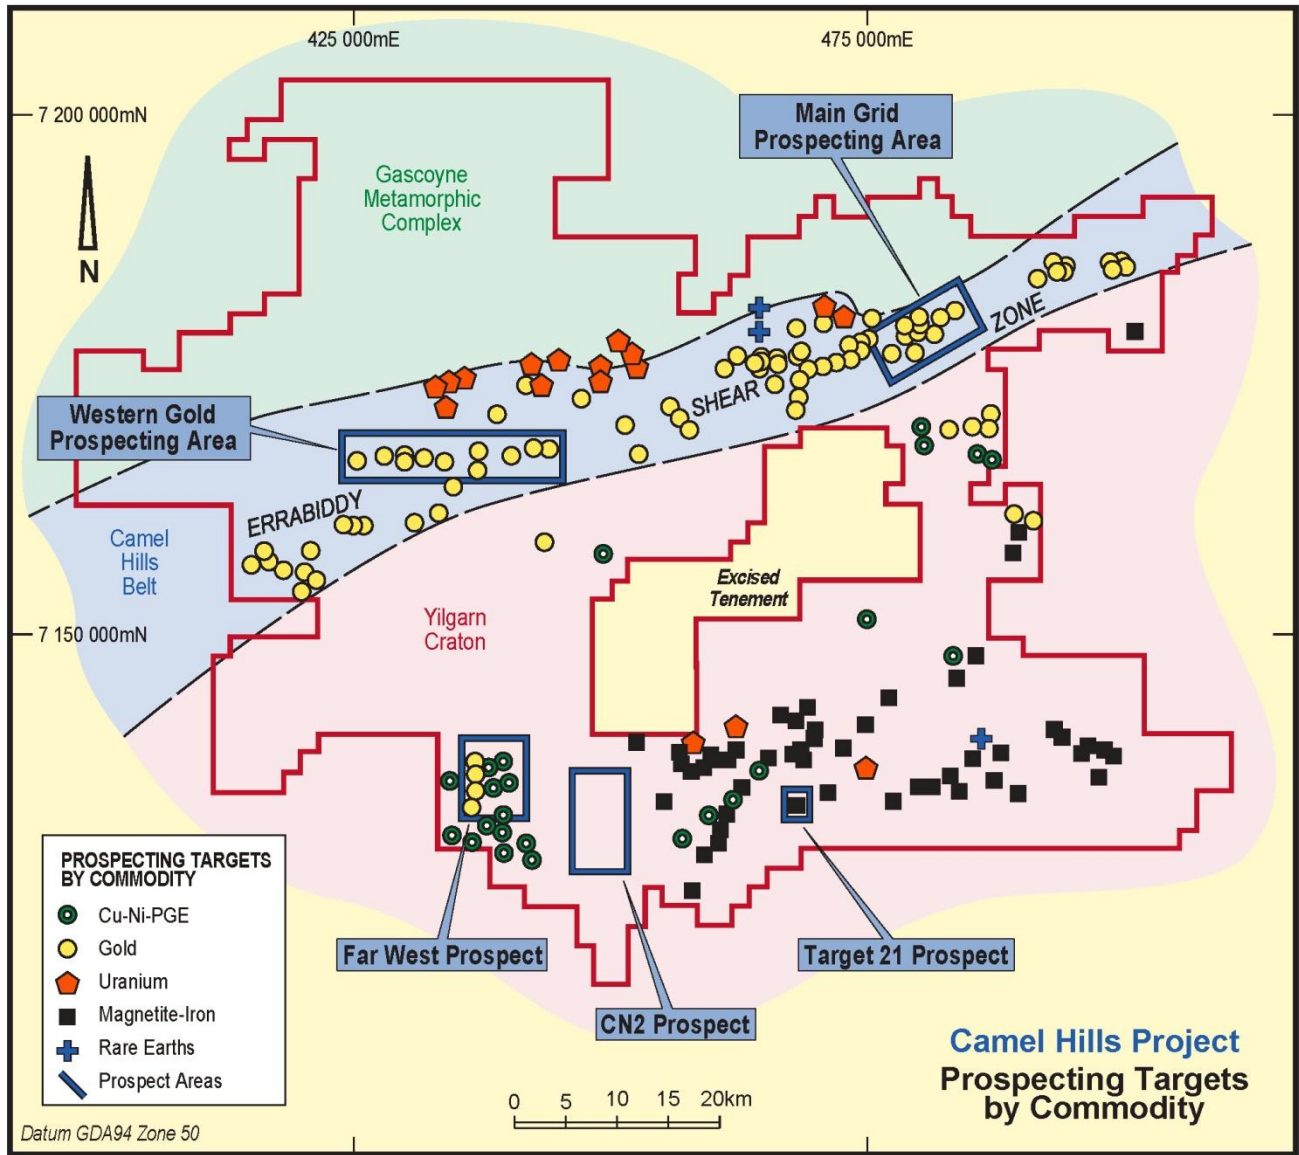 425 000mE
475 000mE
7 200 000mN
Main Grid
Prospecting Area
Gascoyne
Metamorphic
Complex
N
ZONE
SHEAR
Western Gold
Prospecting Area
ERRABIDDY
Camel
Hills
Belt
Excised
Tenement
Yilgarn
Craton
7 150 000mN
PROSPECTING TARGETS
BY COMMODITY
Cu-Ni-PGE
Gold
Uranium
Magnetite-Iron
Rare Earths
Prospect Areas
Far West Prospect
Target 21 Prospect
CN2 Prospect
Camel Hills Project
Prospecting Targets
by Commodity
0 5 10 15 20km
Datum GDA94 Zone 50